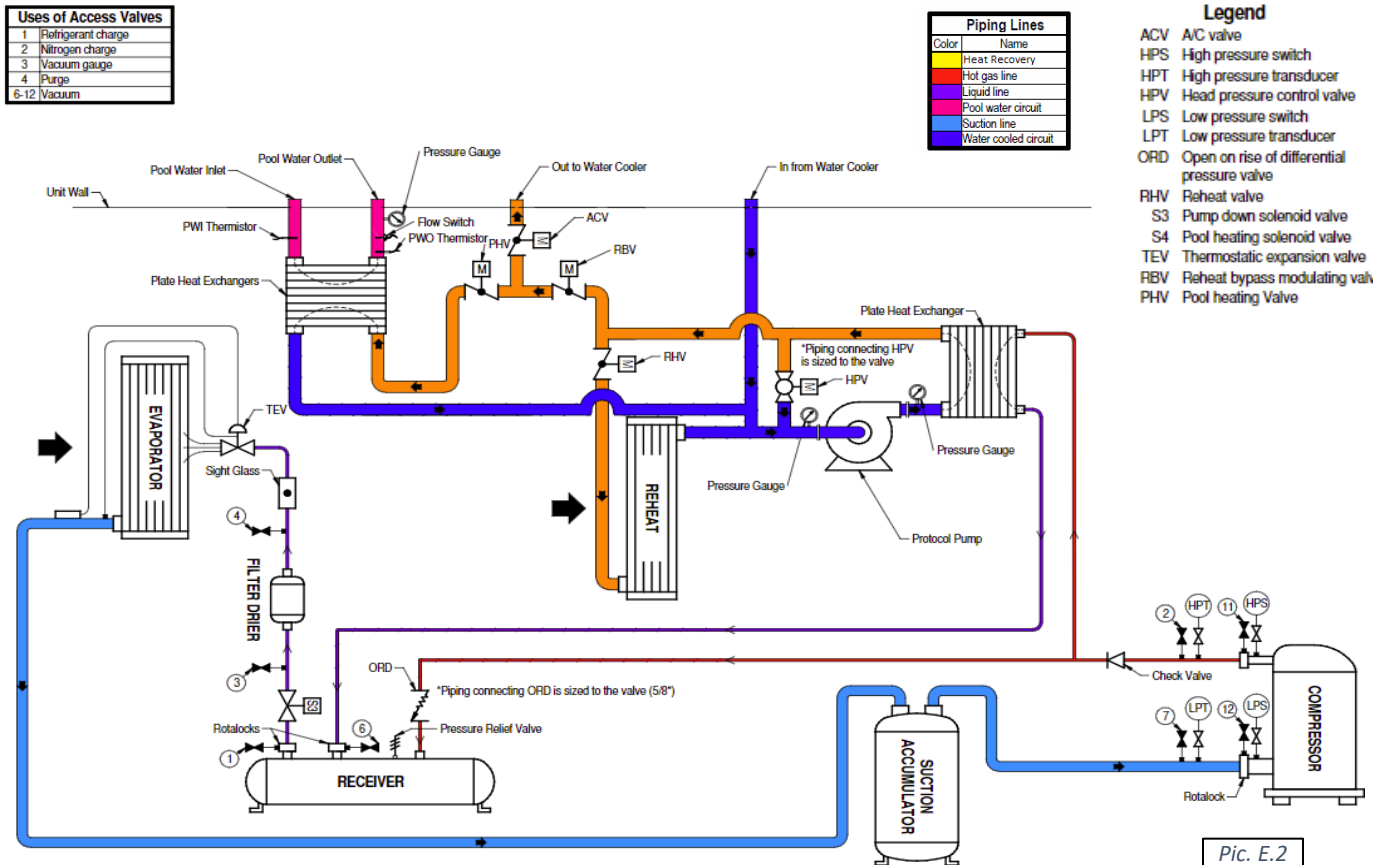 Uses of Access Valves
1 Refrigerant charge
2 Nitrogen charge
3 Vacuum gauge
4 Purge
6-12 Vacuum
Piping Lines
Color Name
Heat Recovery
Hot gas line
Liquid line
Pool water circuit
Suction line
Water cooled circuit
Legend
ACV A/C valve
HPS High pressure switch
HPT High pressure transducer
HPV Head pressure control valve
LPS Low pressure switch
LPT Low pressure transducer
ORD Open on rise of differential
pressure valve
RHV Reheat valve
S3 Pump down solenoid valve
S4 Pool heating solenoid valve
TEV Thermostatic expansion valve
RBV Reheat bypass modulating valv
PHV Pool heating Valve
Pool Water Inlet
Pool Water Outlet
Pressure Gauge
Out to Water Cooler
In from Water Cooler
Unit Wall
PWI Thermistor
Flow Switch
PWO Thermistor
PHV
M
ACV
M
RBV
M
Plate Heat Exchangers
Plate Heat Exchanger
*Piping connecting HPV
is sized to the valve
RHV
M
HPV
M
EVAPORATOR
TEV
Sight Glass
4
FILTER DRIER
3
S3
REHEAT
Pressure Gauge
Pressure Gauge
Protocol Pump
ORD
*Piping connecting ORD is sized to the valve (5/8")
Rotalocks
1
6
Pressure Relief Valve
RECEIVER
SUCTION
ACCUMULATOR
2
HPT
11
HPS
Check Valve
7
LPT
12
LPS
Rotalock
COMPRESSOR
Pic. E.2